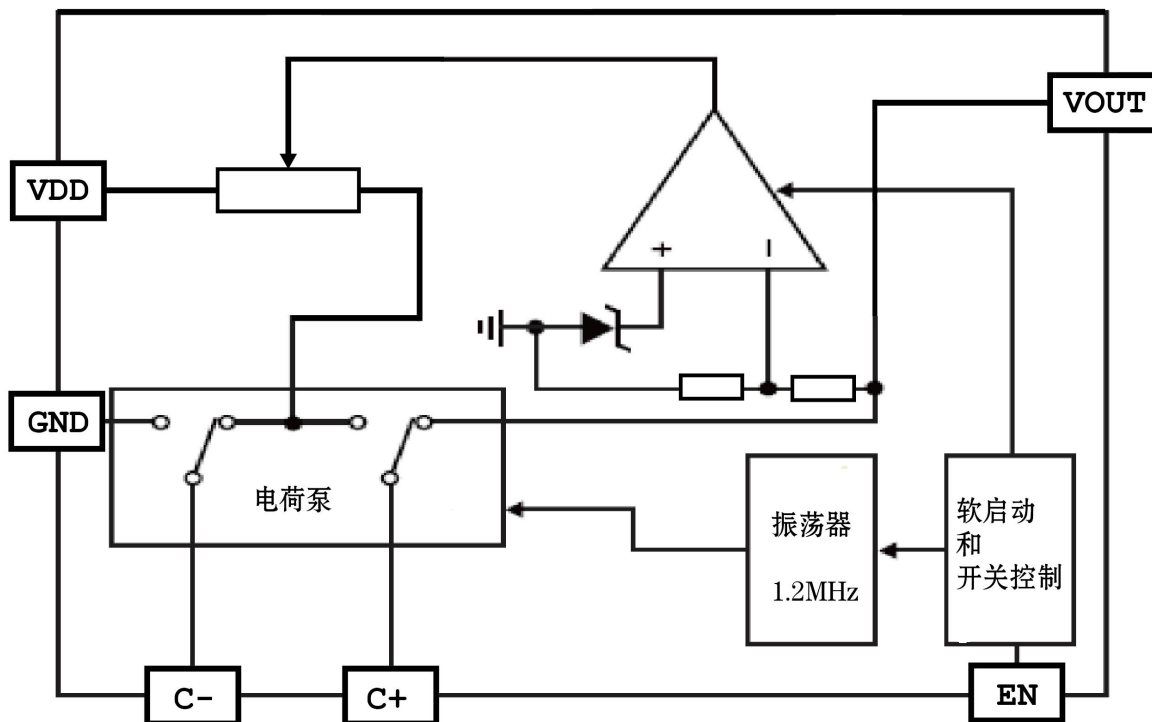 VOUT
VDD
+ −
GND
电荷泵
振荡器
1.2MHz
软启动
和
开关控制
C-
C+
EN